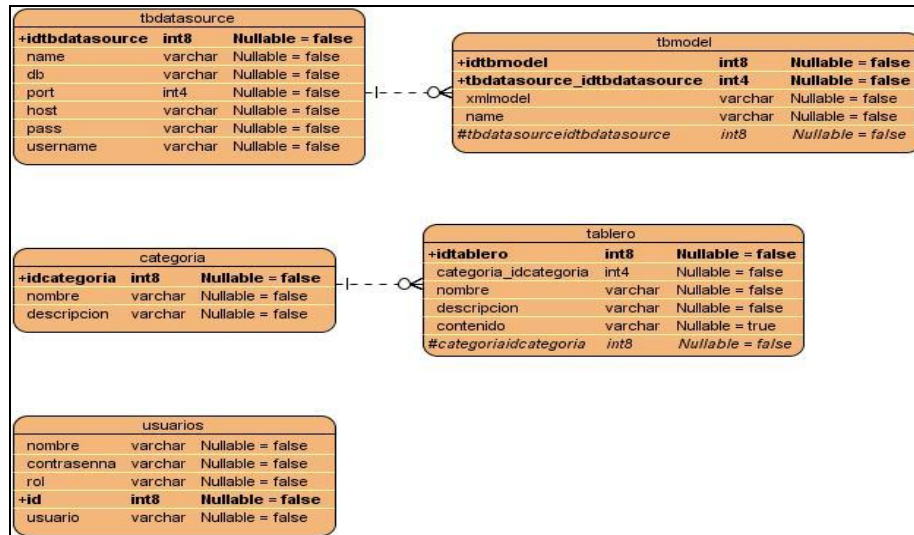 tbdatasource
+idtbdatasource int8 Nullable = false
name varchar Nullable = false
db varchar Nullable = false
port int4 Nullable = false
host varchar Nullable = false
pass varchar Nullable = false
username varchar Nullable = false
tbmodel
+idtbmodel int8 Nullable = false
+tbdatasource_idtbdatasource int4 Nullable = false
xmlmodel varchar Nullable = false
name varchar Nullable = false
#tbdatasourceidtbdatasource int8 Nullable = false
categoria
+idcategoria int8 Nullable = false
nombre varchar Nullable = false
descripcion varchar Nullable = false
tablero
+idtablero int8 Nullable = false
categoria_idcategoria int4 Nullable = false
nombre varchar Nullable = false
descripcion varchar Nullable = false
contenido varchar Nullable = true
#categoriaidcategoria int8 Nullable = false
usuarios
nombre varchar Nullable = false
contrasenna varchar Nullable = false
rol varchar Nullable = false
+id int8 Nullable = false
usuario varchar Nullable = false